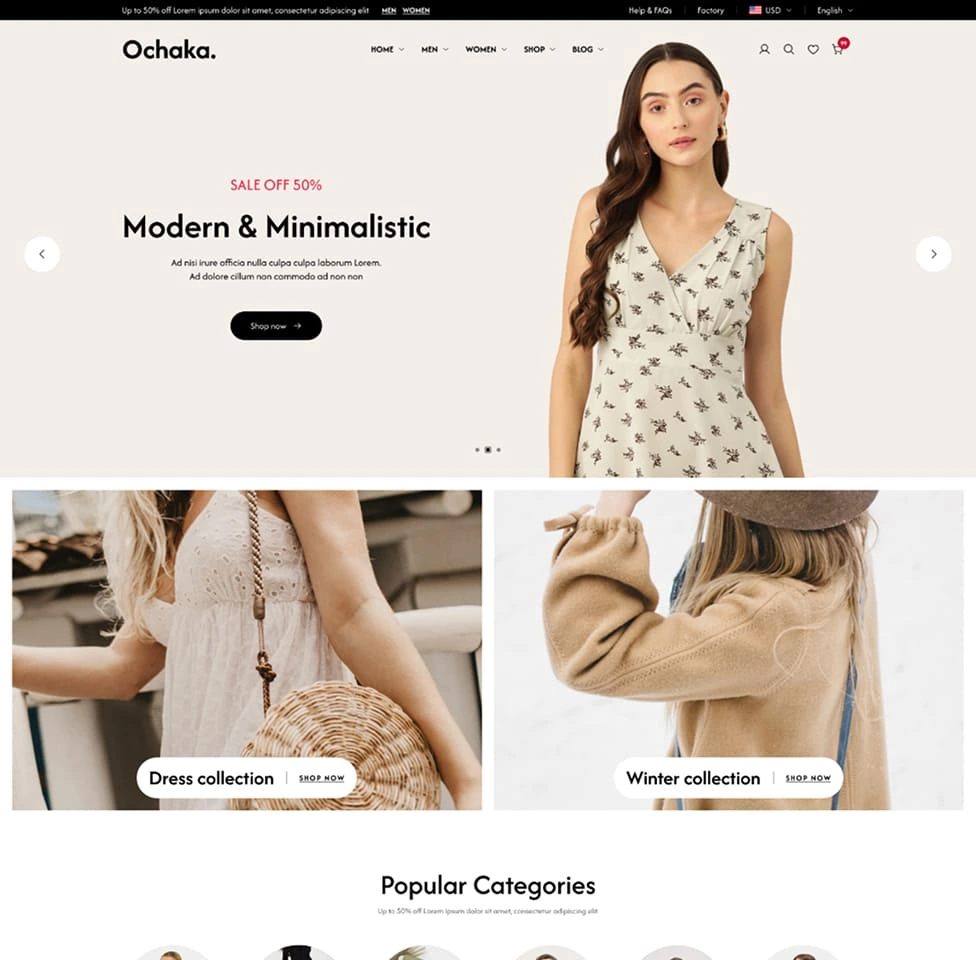 Up to 50% off Lorem ipsum dolor sit amet, consectetur adipiscing elit MEN WOMEN Help & FAQs Factory USD English
Ochaka. HOME MEN WOMEN SHOP BLOG 99
SALE OFF 50%
Modern & Minimalistic
Ad nisi irure officia nulla culpa culpa laborum Lorem.
Ad dolore cillum non commodo ad non non
Shop now
Dress collection | SHOP NOW
Winter collection | SHOP NOW
Popular Categories
Up to 50% off Lorem ipsum dolor sit amet, consectetur adipiscing elit